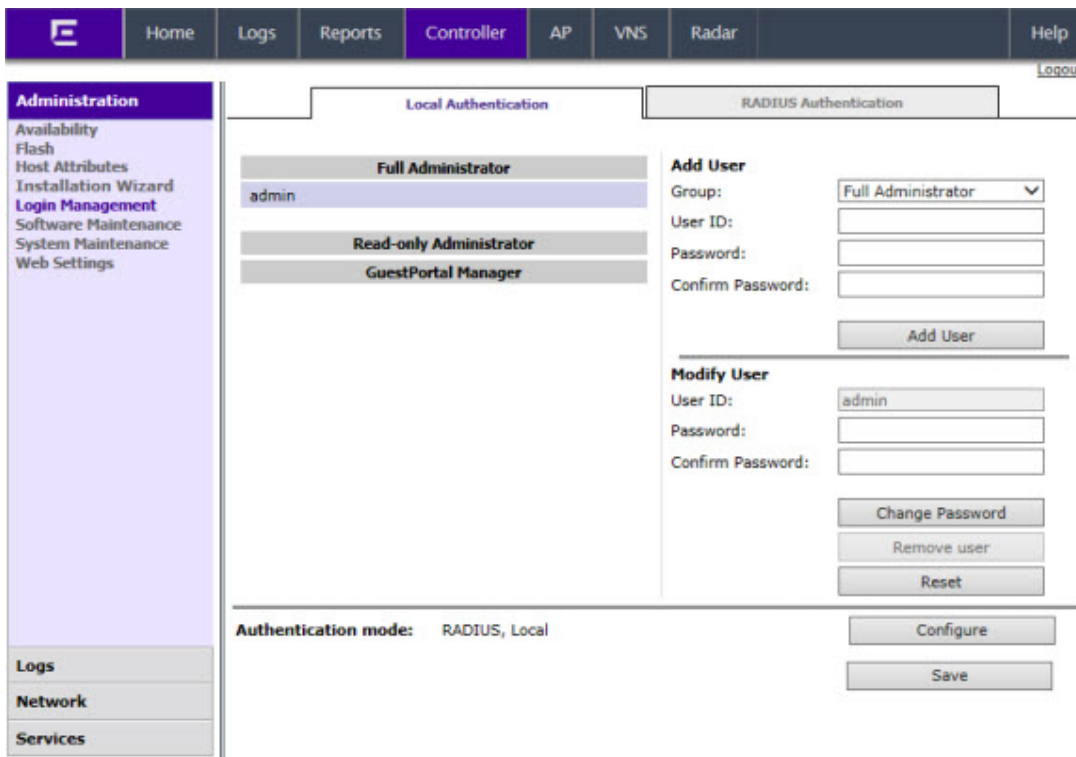 Home Logs Reports Controller AP VNS Radar Help
Logou
Administration
Availability
Flash
Host Attributes
Installation Wizard
Login Management
Software Maintenance
System Maintenance
Web Settings
Logs
Network
Services
Local Authentication RADIUS Authentication
Full Administrator
admin
Read-only Administrator
GuestPortal Manager
Add User
Group: Full Administrator
User ID:
Password:
Confirm Password:
Add User
Modify User
User ID: admin
Password:
Confirm Password:
Change Password
Remove user
Reset
Authentication mode: RADIUS, Local
Configure
Save